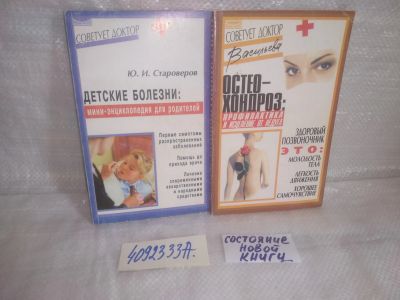 СОВЕТУЕТ ДОКТОР
Ю. И. Староверов
ДЕТСКИЕ БОЛЕЗНИ:
МИНИ-ЭНЦИКЛОПЕДИЯ ДЛЯ РОДИТЕЛЕЙ
Первые симптомы
распространенных
заболеваний
Помощь до
прихода врача
Лечение
современными
лекарственными
и народными
средствами
СОВЕТУЕТ ДОКТОР
Васильева
ОСТЕО-
ХОНДРОЗ:
ПРОФИЛАКТИКА
ЗДОРОВЫЙ
ПОЗВОНОЧНИК
ЭТО:
МОЛОДОСТЬ
ТЕЛА
ЛЕГКОСТЬ
ДВИЖЕНИЯ
ХОРОШЕЕ
САМОЧУВСТВИЕ
4092333А.
состояние
новой
книги